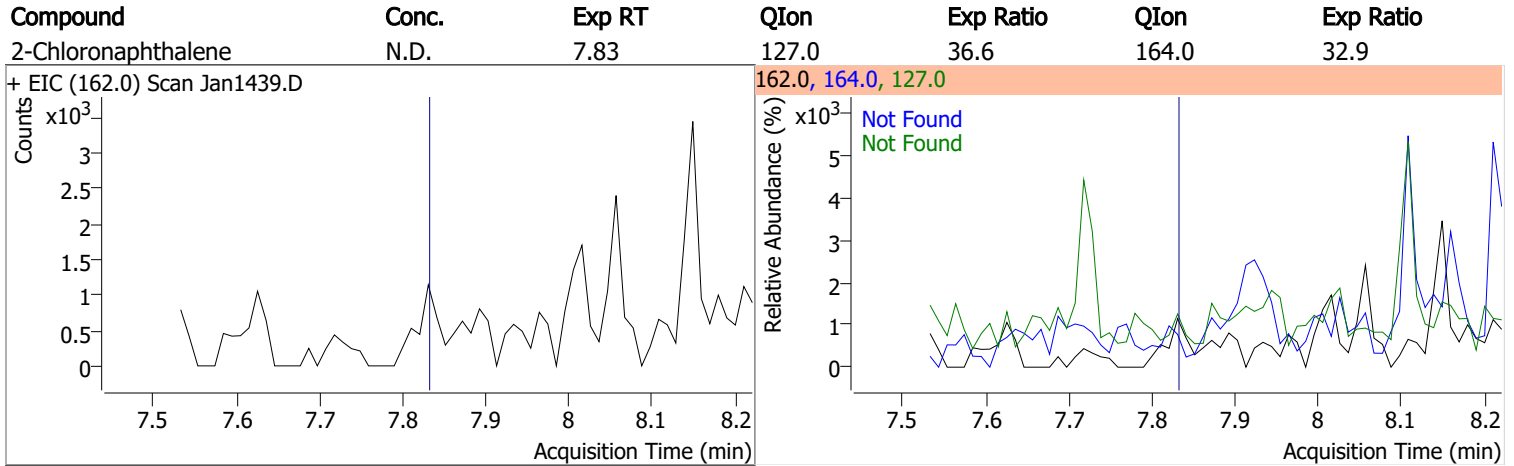 Compound Conc. Exp RT QIon Exp Ratio QIon Exp Ratio
2-Chloronaphthalene N.D. 7.83 127.0 36.6 164.0 32.9
+ EIC (162.0) Scan Jan1439.D
Counts
x10³
3
2.5
2
1.5
1
0.5
0
7.5 7.6 7.7 7.8 7.9 8 8.1 8.2
Acquisition Time (min)
162.0, 164.0, 127.0
Relative Abundance (%)
x10³
Not Found
Not Found
5
4
3
2
1
0
7.5 7.6 7.7 7.8 7.9 8 8.1 8.2
Acquisition Time (min)